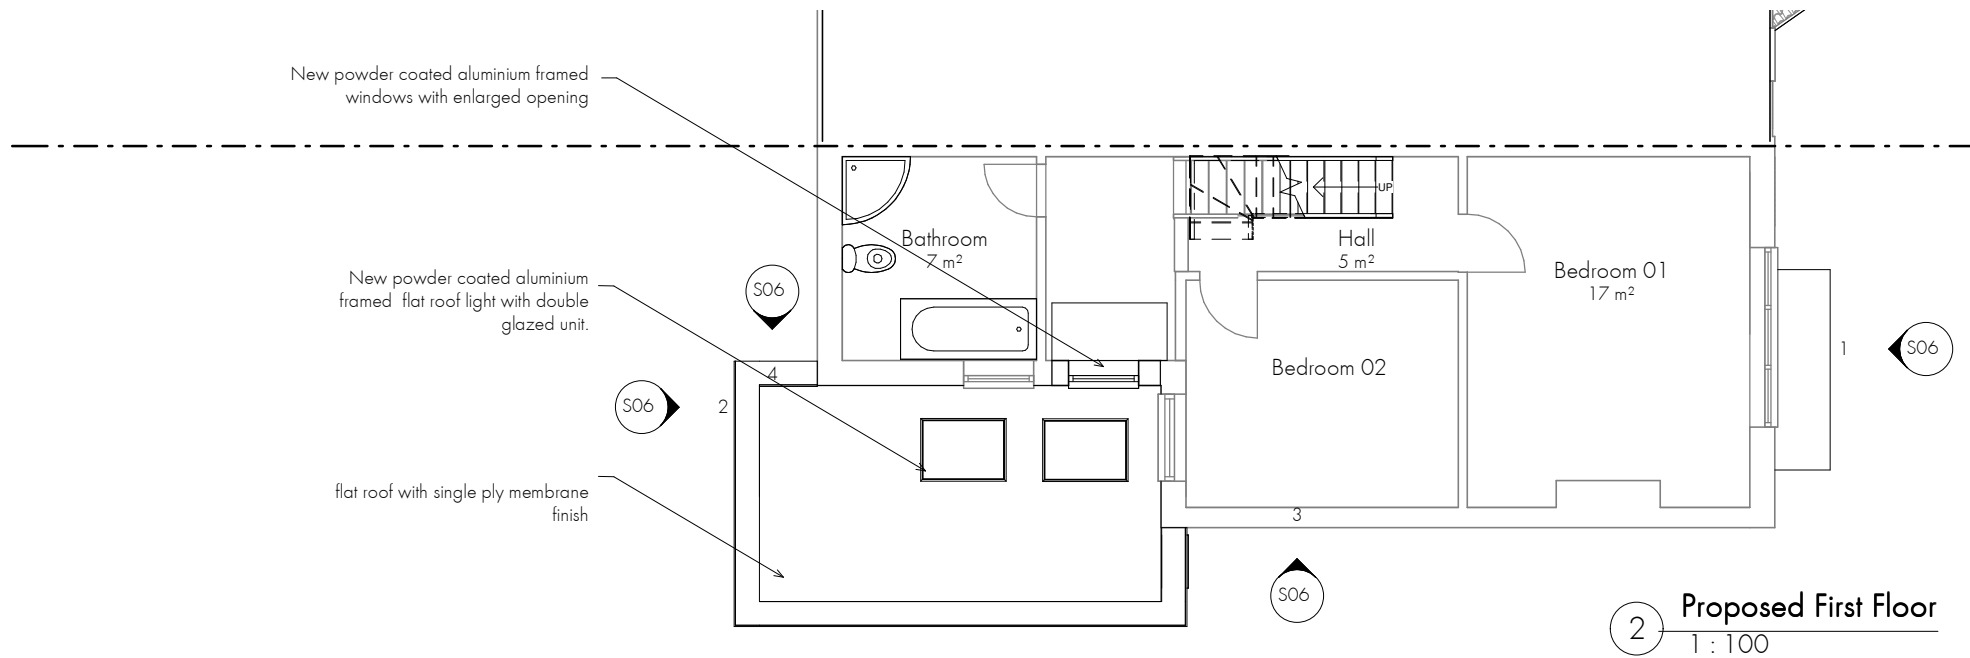 New powder coated aluminium framed
windows with enlarged opening
UP
Bathroom
7 m²
Hall
5 m²
Bedroom 01
17 m²
New powder coated aluminium
framed flat roof light with double
glazed unit.
S06
1
S06
Bedroom 02
4
S06
2
flat roof with single ply membrane
finish
3
S06
2
Proposed First Floor
1 : 100